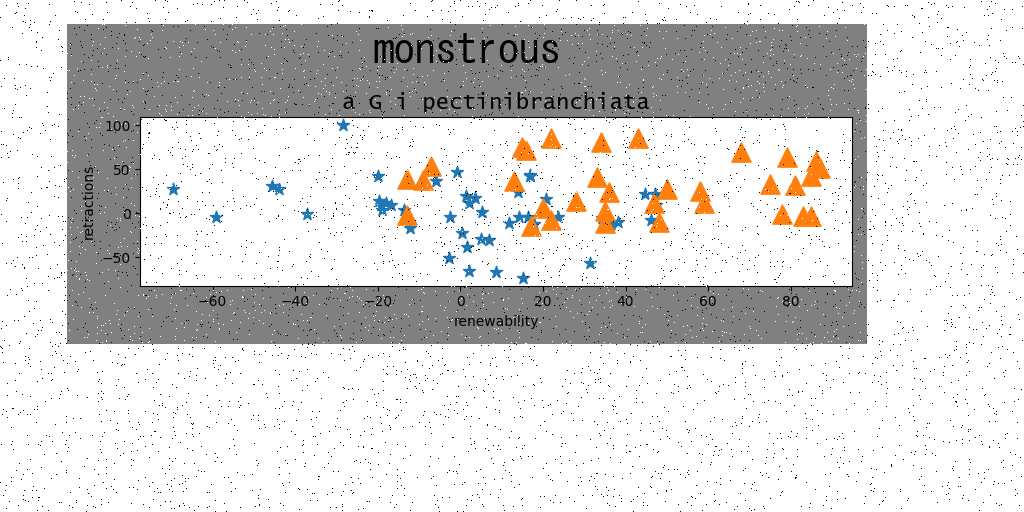 monstrous
a G i pectinibranchiata
100
50
0
−50
retractions
−60 −40 −20 0 20 40 60 80
renewability